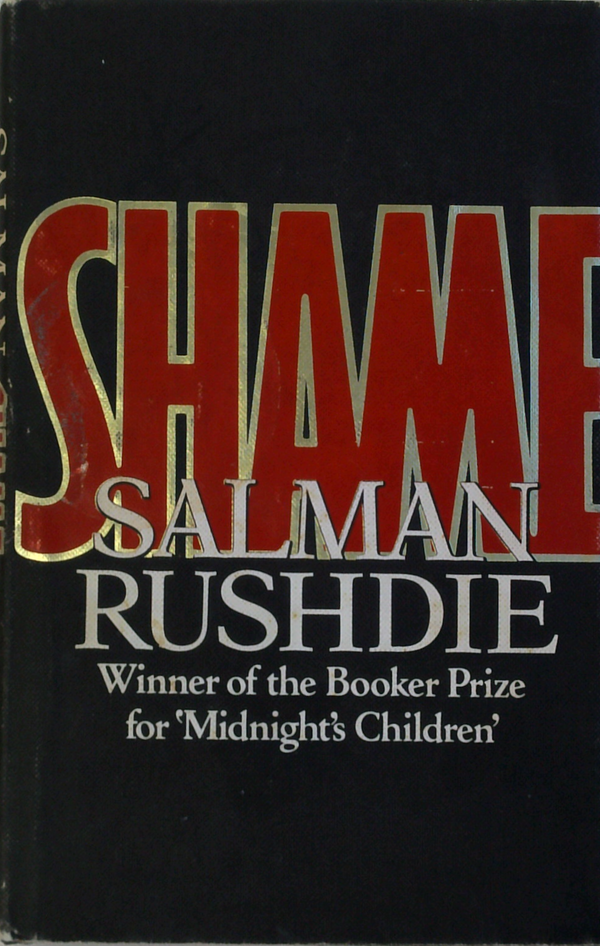 SHAME
SALMAN
RUSHDIE
Winner of the Booker Prize
for ‘Midnight’s Children’